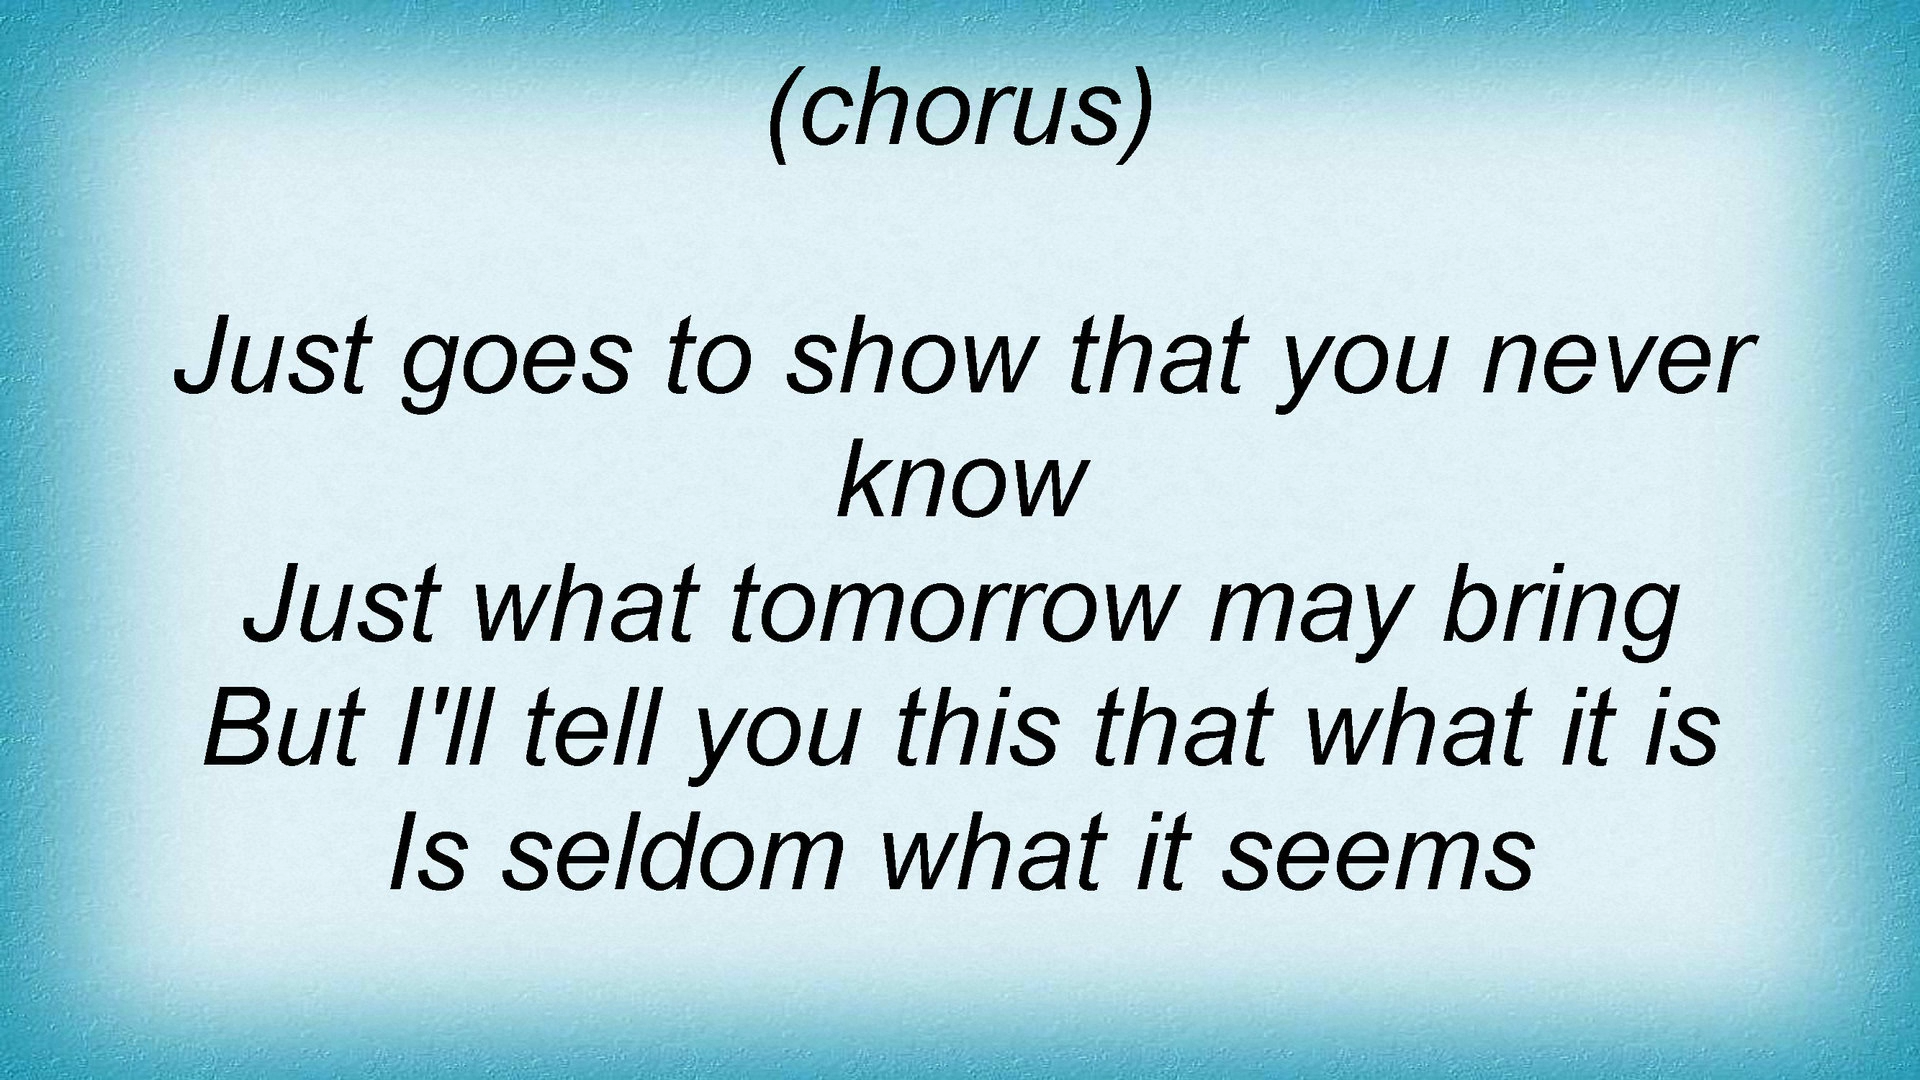 (chorus)
Just goes to show that you never
know
Just what tomorrow may bring
But I'll tell you this that what it is
Is seldom what it seems